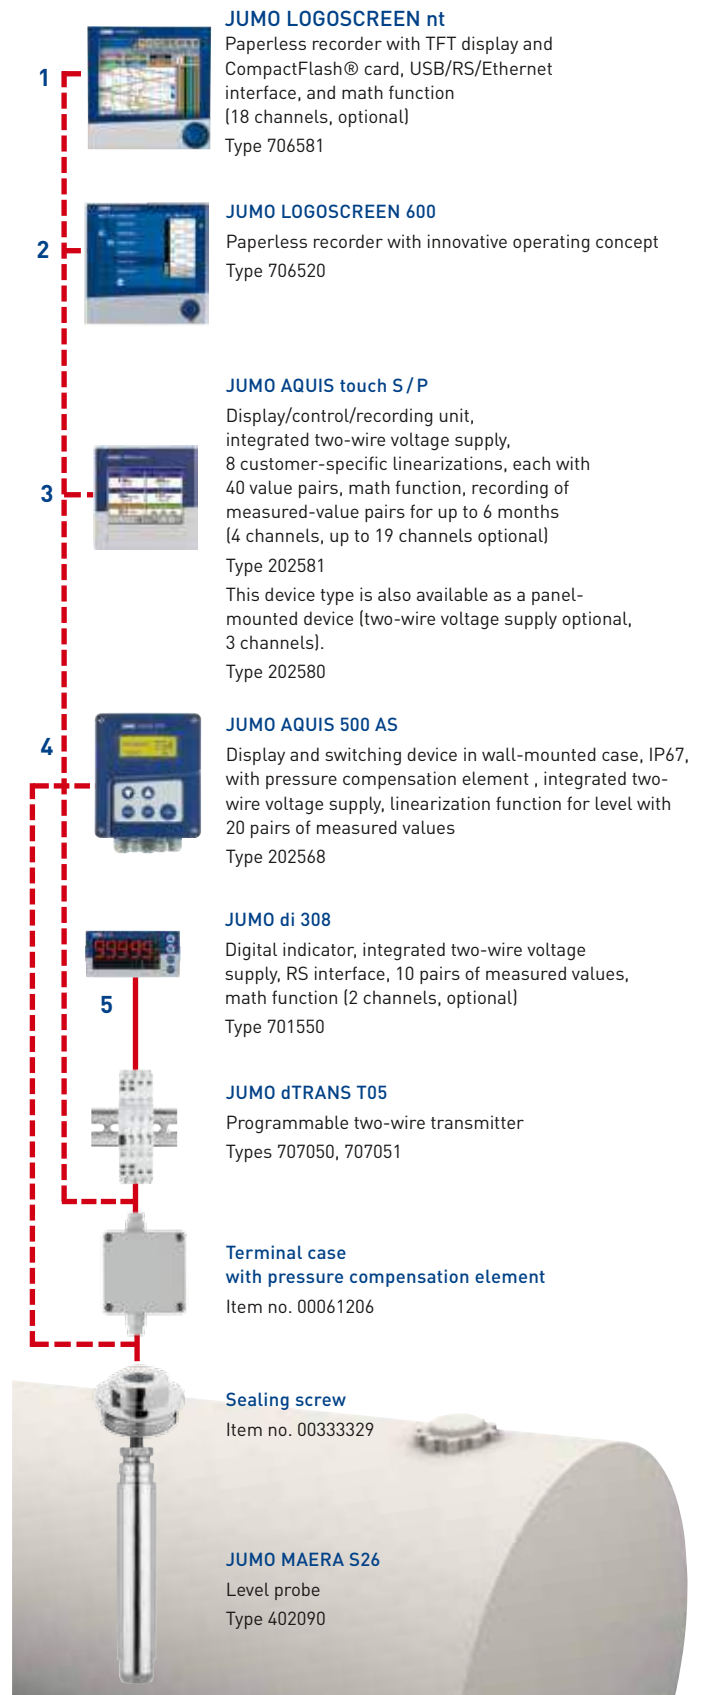 JUMO LOGOSCREEN nt
Paperless recorder with TFT display and
CompactFlash® card, USB/RS/Ethernet
interface, and math function
(18 channels, optional)
Type 706581
1
JUMO LOGOSCREEN 600
Paperless recorder with innovative operating concept
Type 706520
2
JUMO AQUIS touch S/P
Display/control/recording unit,
integrated two-wire voltage supply,
8 customer-specific linearizations, each with
40 value pairs, math function, recording of
measured-value pairs for up to 6 months
(4 channels, up to 19 channels optional)
Type 202581
This device type is also available as a panel-
mounted device (two-wire voltage supply optional,
3 channels).
Type 202580
3
JUMO AQUIS 500 AS
Display and switching device in wall-mounted case, IP67,
with pressure compensation element , integrated two-
wire voltage supply, linearization function for level with
20 pairs of measured values
Type 202568
4
JUMO di 308
Digital indicator, integrated two-wire voltage
supply, RS interface, 10 pairs of measured values,
math function (2 channels, optional)
Type 701550
99999
5
JUMO dTRANS T05
Programmable two-wire transmitter
Types 707050, 707051
Terminal case
with pressure compensation element
Item no. 00061206
Sealing screw
Item no. 00333329
JUMO MAERA S26
Level probe
Type 402090